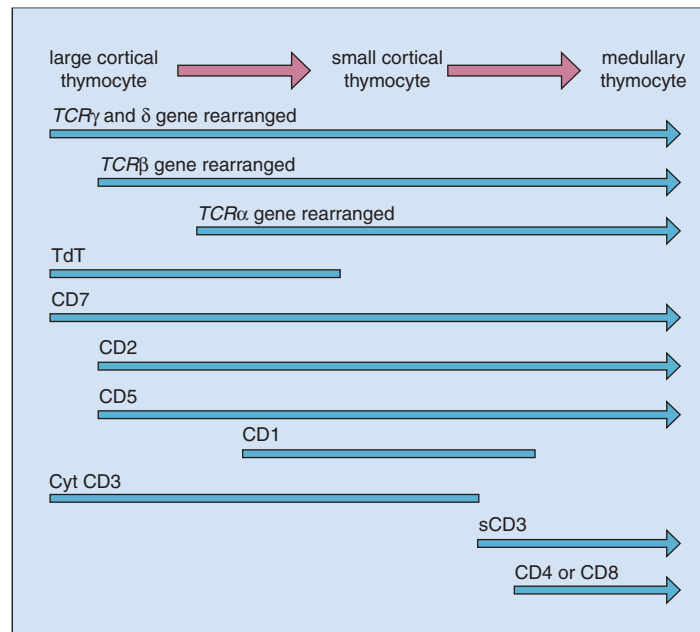 large cortical
thymocyte
small cortical
thymocyte
medullary
thymocyte
TCRγ and δ gene rearranged
TCRβ gene rearranged
TCRα gene rearranged
TdT
CD7
CD2
CD5
CD1
Cyt CD3
sCD3
CD4 or CD8